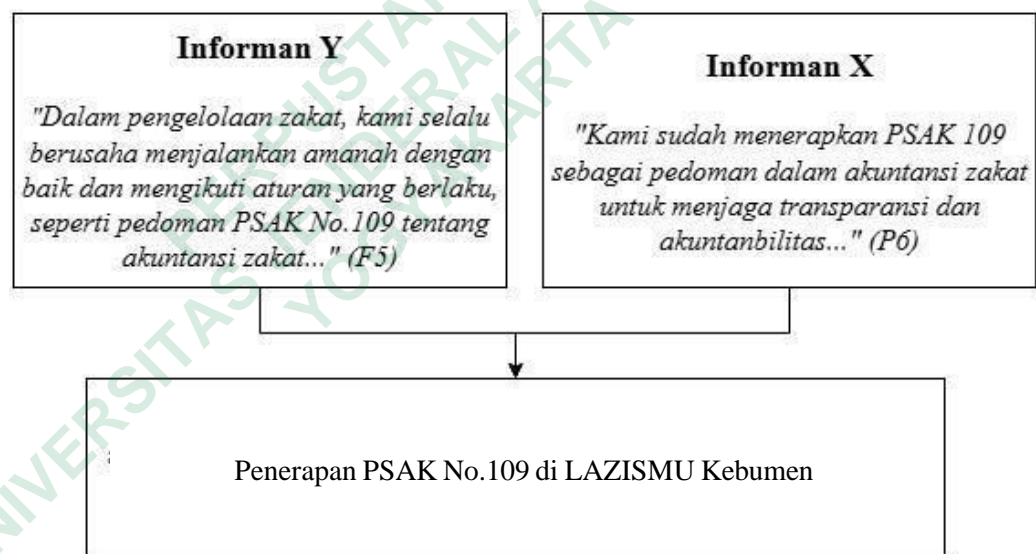 Informan Y
"Dalam pengelolaan zakat, kami selalu
berusaha menjalankan amanah dengan
baik dan mengikuti aturan yang berlaku,
seperti pedoman PSAK No.109 tentang
akuntansi zakat..." (F5)
Informan X
"Kami sudah menerapkan PSAK 109
sebagai pedoman dalam akuntansi zakat
untuk menjaga transparansi dan
akuntanbilitas..." (P6)
Penerapan PSAK No.109 di LAZISMU Kebumen